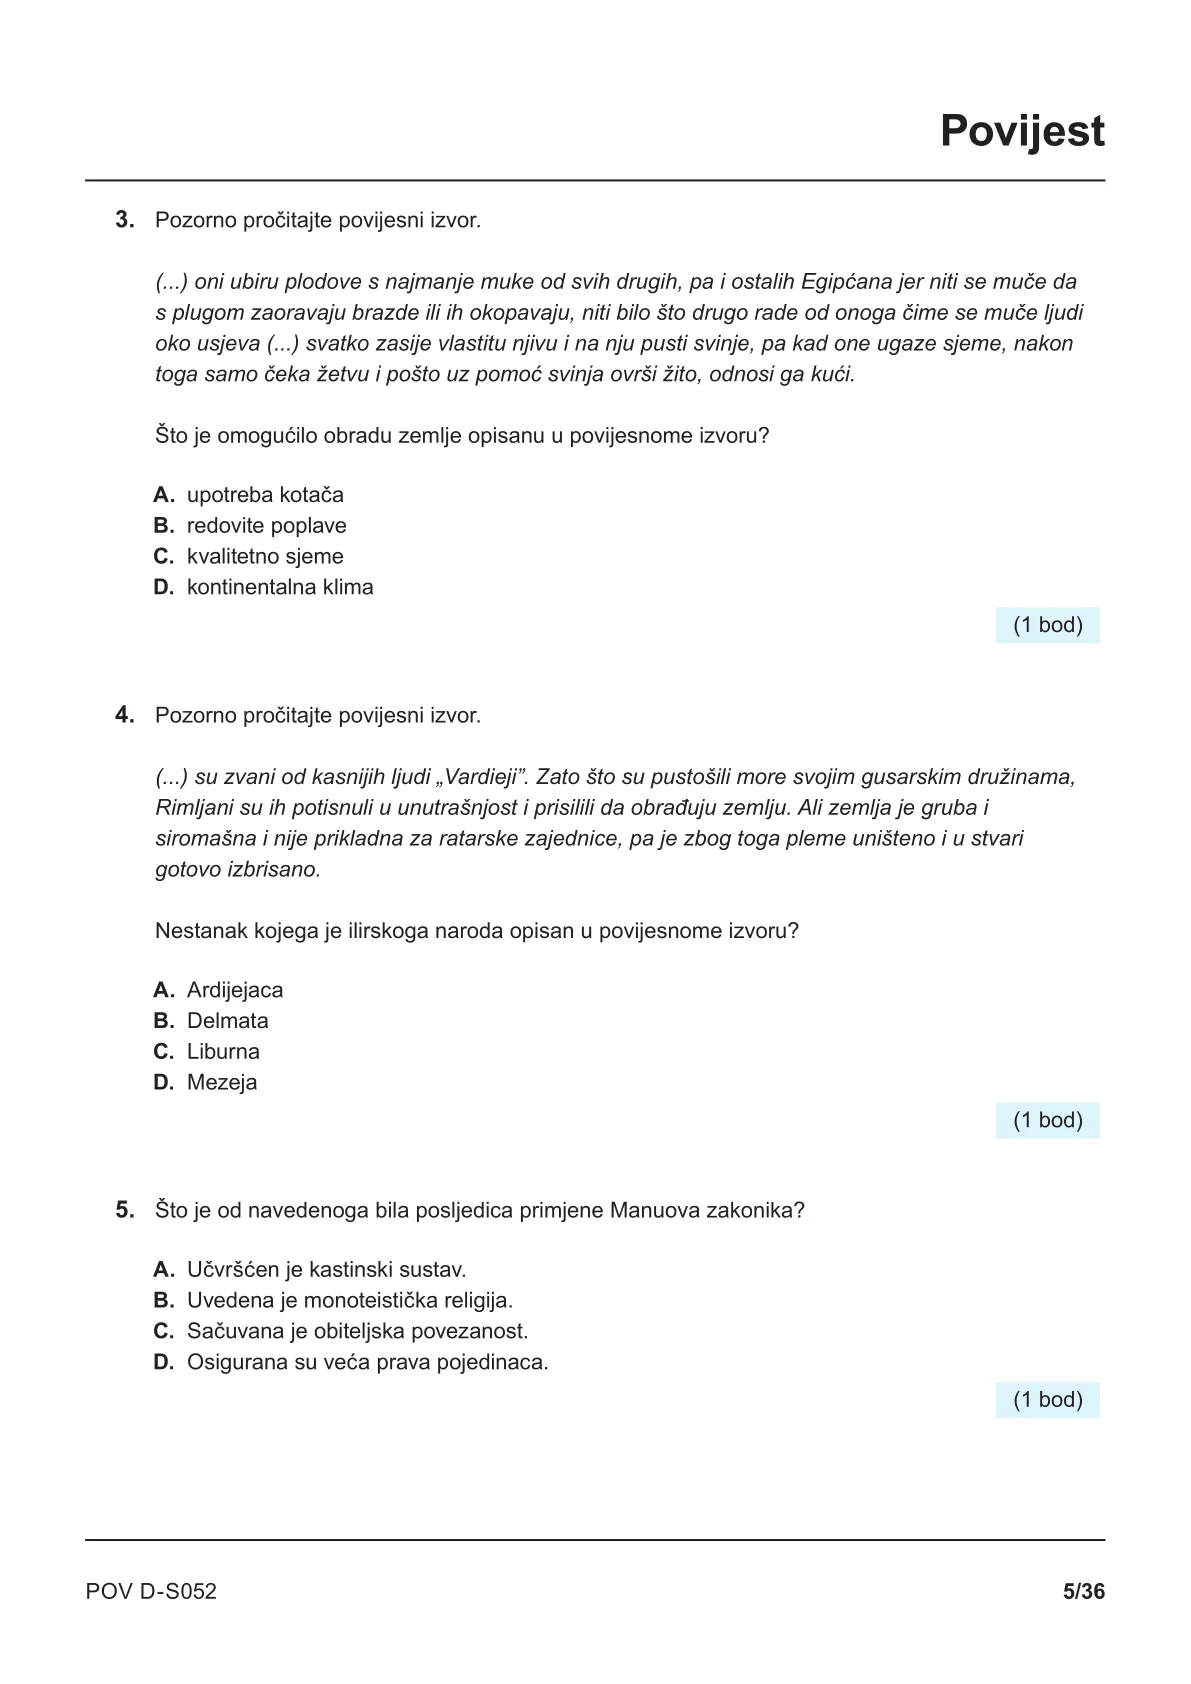 Povijest
3. Pozorno pročitajte povijesni izvor.
(...) oni ubiru plodove s najmanje muke od svih drugih, pa i ostalih Egipćana jer niti se muče da
s plugom zaoravaju brazde ili ih okopavaju, niti bilo što drugo rade od onoga čime se muče ljudi
oko usjeva (...) svatko zasije vlastitu njivu i na nju pusti svinje, pa kad one ugaze sjeme, nakon
toga samo čeka žetvu i pošto uz pomoć svinja ovrši žito, odnosi ga kući.
Što je omogućilo obradu zemlje opisanu u povijesnome izvoru?
A. upotreba kotača
B. redovite poplave
C. kvalitetno sjeme
D. kontinentalna klima
(1 bod)
4. Pozorno pročitajte povijesni izvor.
(...) su zvani od kasnijih ljudi „Vardieji”. Zato što su pustošili more svojim gusarskim družinama,
Rimljani su ih potisnuli u unutrašnjost i prisilili da obrađuju zemlju. Ali zemlja je gruba i
siromašna i nije prikladna za ratarske zajednice, pa je zbog toga pleme uništeno i u stvari
gotovo izbrisano.
Nestanak kojega je ilirskoga naroda opisan u povijesnome izvoru?
A. Ardijejaca
B. Delmata
C. Liburna
D. Mezeja
(1 bod)
5. Što je od navedenoga bila posljedica primjene Manuova zakonika?
A. Učvršćen je kastinski sustav.
B. Uvedena je monoteistička religija.
C. Sačuvana je obiteljska povezanost.
D. Osigurana su veća prava pojedinaca.
(1 bod)
POV D-S052
5/36